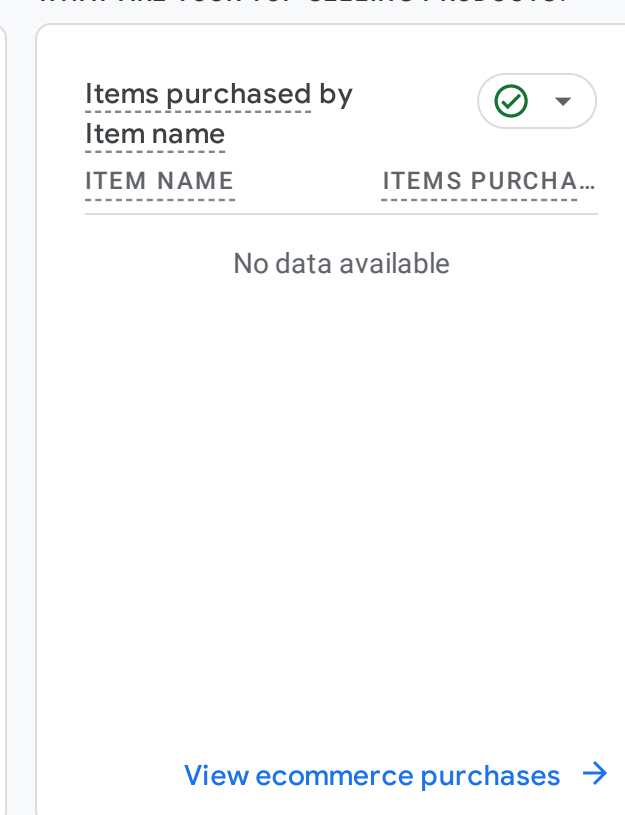 Items purchased by
Item name
ITEM NAME
ITEMS PURCHA…
No data available
View ecommerce purchases